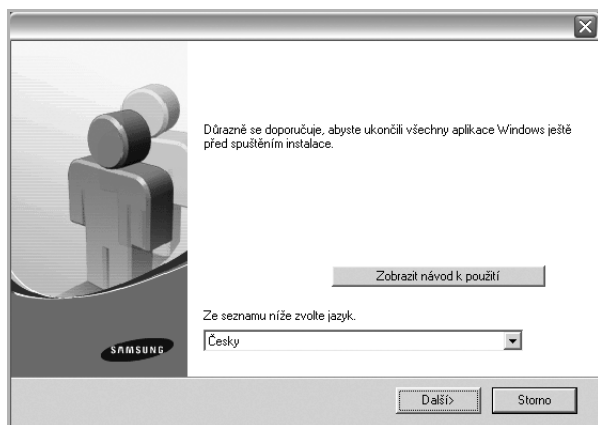 Důrazně se doporučuje, abyste ukončili všechny aplikace Windows ještě
před spuštěním instalace.
Zobrazit návod k použití
Ze seznamu níže zvolte jazyk.
Česky
SAMSUNG
Další>
Storno